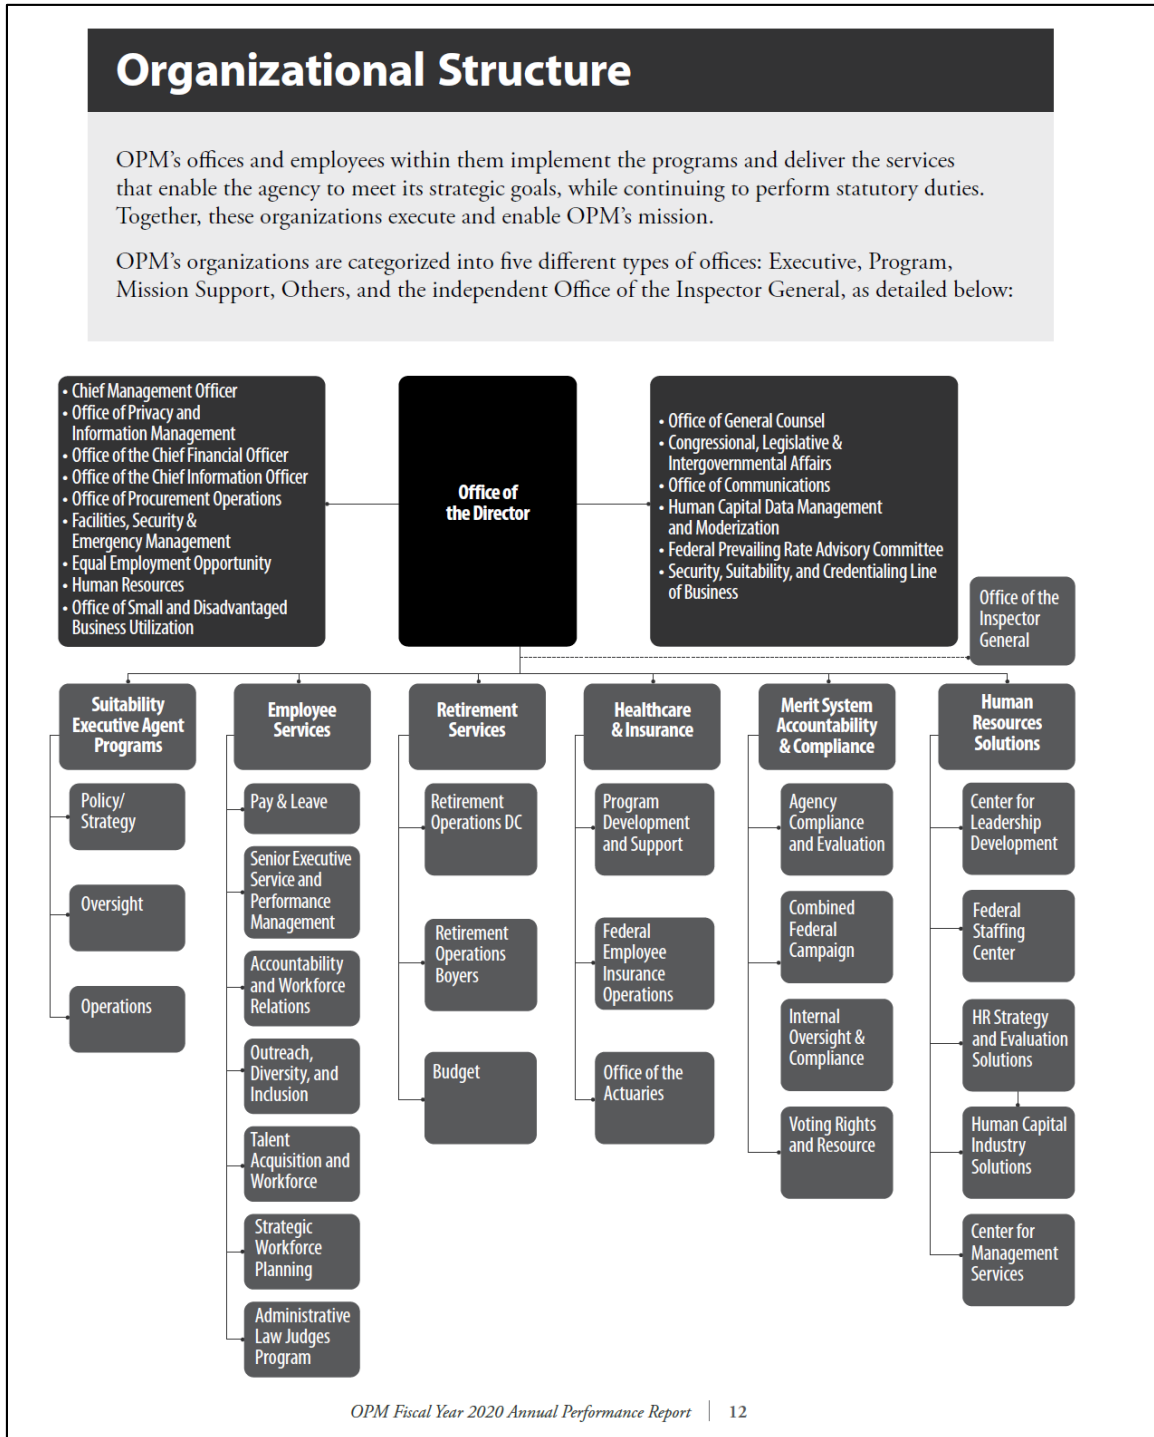 Organizational Structure
OPM's offices and employees within them implement the programs and deliver the services
that enable the agency to meet its strategic goals, while continuing to perform statutory duties.
Together, these organizations execute and enable OPM's mission.
OPM's organizations are categorized into five different types of offices: Executive, Program,
Mission Support, Others, and the independent Office of the Inspector General, as detailed below:
• Chief Management Officer
• Office of Privacy and
Information Management
• Office of the Chief Financial Officer
• Office of the Chief Information Officer
• Office of Procurement Operations
• Facilities, Security &
Emergency Management
• Equal Employment Opportunity
• Human Resources
• Office of Small and Disadvantaged
Business Utilization
Office of
the Director
• Office of General Counsel
• Congressional, Legislative &
Intergovernmental Affairs
• Office of Communications
• Human Capital Data Management
and Moderization
• Federal Prevailing Rate Advisory Committee
• Security, Suitability, and Credentialing Line
of Business
Office of the
Inspector
General
Suitability
Executive Agent
Programs
Policy/
Strategy
Oversight
Operations
Employee
Services
Pay & Leave
Senior Executive
Service and
Performance
Management
Accountability
and Workforce
Relations
Outreach,
Diversity, and
Inclusion
Talent
Acquisition and
Workforce
Strategic
Workforce
Planning
Administrative
Law Judges
Program
Retirement
Services
Retirement
Operations DC
Retirement
Operations
Boyers
Budget
Healthcare
& Insurance
Program
Development
and Support
Federal
Employee
Insurance
Operations
Office of the
Actuaries
Merit System
Accountability
& Compliance
Agency
Compliance
and Evaluation
Combined
Federal
Campaign
Internal
Oversight &
Compliance
Voting Rights
and Resource
Human
Resources
Solutions
Center for
Leadership
Development
Federal
Staffing
Center
HR Strategy
and Evaluation
Solutions
Human Capital
Industry
Solutions
Center for
Management
Services
OPM Fiscal Year 2020 Annual Performance Report | 12